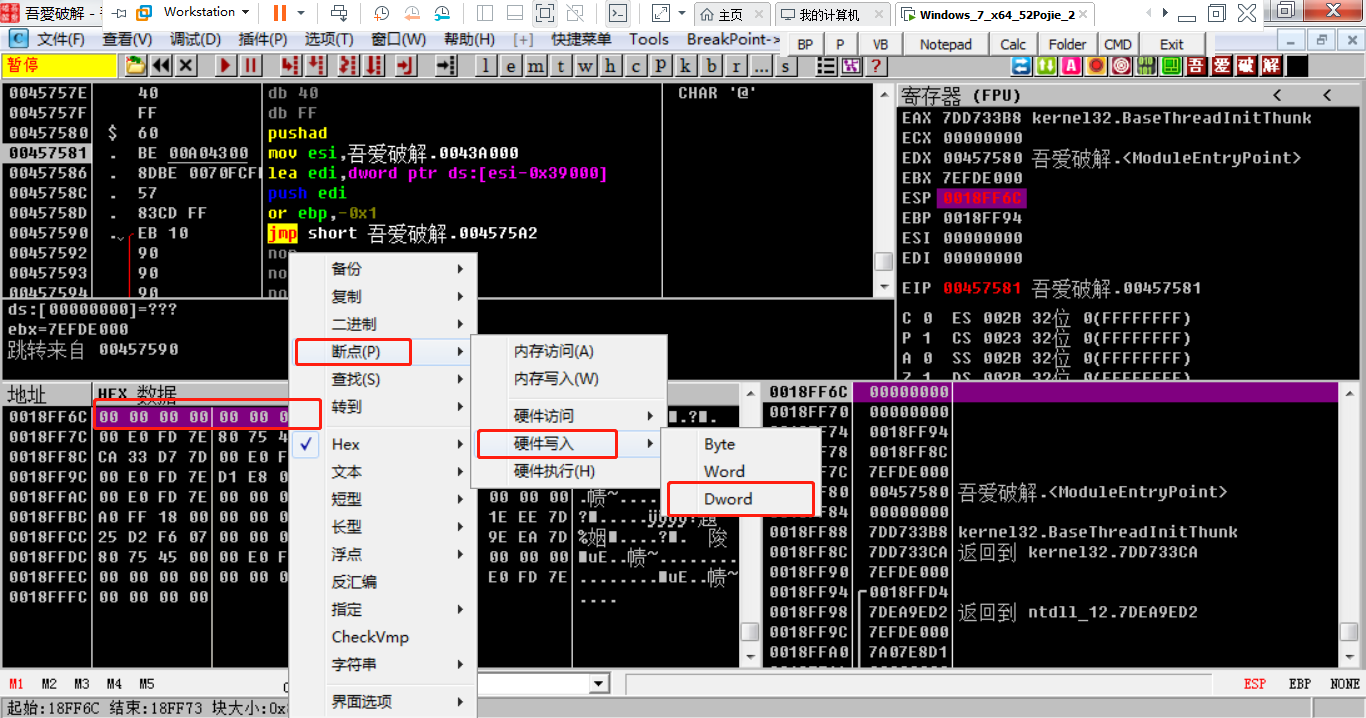 吾爱破解 - Workstation 主页 我的计算机 Windows_7_x64_52Pojie_2
文件(F) 查看(V) 调试(D) 插件(P) 选项(T) 窗口(W) 帮助(H) [+] 快捷菜单 Tools BreakPoint-> BP P VB Notepad Calc Folder CMD Exit
暂停 l e m t w h c P k b r ... s ? 吾 爱 破 解
0045757E 40 db 40 CHAR '@'
0045757F FF db FF
00457580 $ 60 pushad
00457581 . BE 00A04300 mov esi,吾爱破解.0043A000
00457586 . 8DBE 0070FCF lea edi,dword ptr ds:[esi-0x39000]
0045758C . 57 push edi
0045758D . 83CD FF or ebp,-0x1
00457590 . EB 10 jmp short 吾爱破解.004575A2
00457592 90 nop
00457593 90 no
00457594 90 no
ds:[00000000]=???
ebx=7EFDE000
跳转来自 00457590
寄存器 (FPU) < <
EAX 7DD733B8 kernel32.BaseThreadInitThunk
ECX 00000000
EDX 00457580 吾爱破解.<ModuleEntryPoint>
EBX 7EFDE000
ESP 0018FF6C
EBP 0018FF94
ESI 00000000
EDI 00000000
EIP 00457581 吾爱破解.00457581
C 0 ES 002B 32位 0(FFFFFFFF)
P 1 CS 0023 32位 0(FFFFFFFF)
A 0 SS 002B 32位 0(FFFFFFFF)
Z 1 DS 002B 32位 0(FFFFFFFF)
地址 HEX 数据
0018FF6C 00 00 00 00 00 00 0
0018FF7C 00 E0 FD 7E 80 75 4
0018FF8C CA 33 D7 7D 00 E0 F
0018FF9C 00 E0 FD 7E D1 E8 0
0018FFAC 00 E0 FD 7E 00 00 0 00 00 00
0018FFBC A0 FF 18 00 00 00 0 1E EE 7D
0018FFCC 25 D2 F6 07 00 00 0 9E EA 7D
0018FFDC 80 75 45 00 00 E0 F 00 00 00
0018FFEC 00 00 00 00 00 00 0 E0 FD 7E
0018FFFC 00 00 00 00
备份
复制
二进制
断点(P)
查找(S)
转到
Hex
文本
短型
长型
浮点
反汇编
指定
CheckVmp
字符串
界面选项
内存访问(A)
内存写入(W)
硬件访问
硬件写入
硬件执行(H)
Byte
Word
Dword
0018FF6C 00000000
0018FF70 00000000
74 0018FF94
78 0018FF8C
7C 7EFDE000
80 00457580 吾爱破解.<ModuleEntryPoint>
84 00000000
0018FF88 7DD733B8 kernel32.BaseThreadInitThunk
0018FF8C 7DD733CA 返回到 kernel32.7DD733CA
0018FF90 7EFDE000
0018FF94 0018FFD4
0018FF98 7DEA9ED2 返回到 ntdll_12.7DEA9ED2
0018FF9C 7EFDE000
0018FFA0 7A07E8D1
M1 M2 M3 M4 M5 ESP EBP NONE
起始:18FF6C 结束:18FF73 块大小:0x